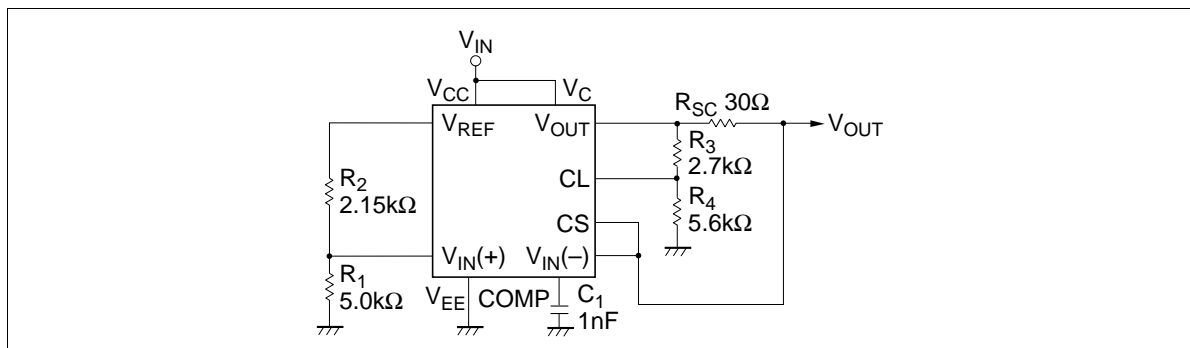 V_IN
V_CC V_C
R_SC 30Ω
V_REF V_OUT V_OUT
R_3
2.7kΩ
R_2
2.15kΩ
CL
R_4
5.6kΩ
CS
V_IN(+) V_IN(–)
R_1
5.0kΩ
V_EE COMP C_1
1nF